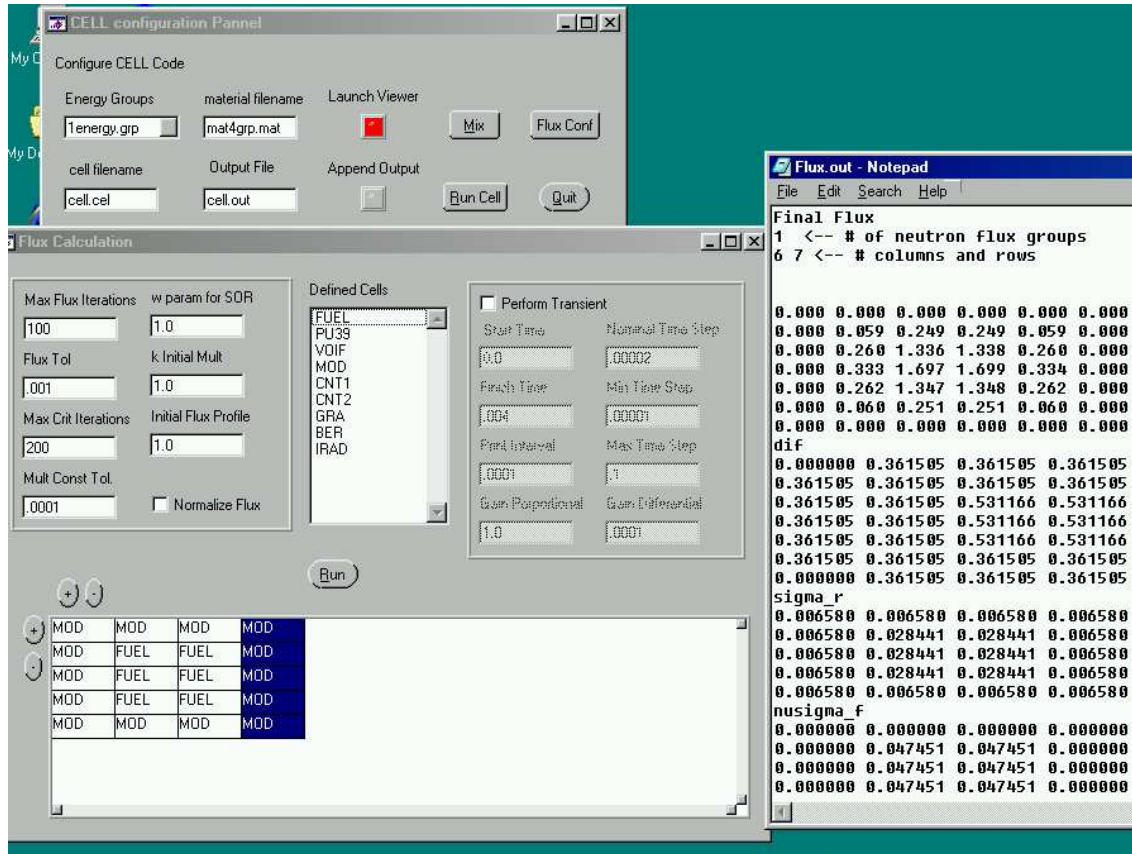 CELL configuration Pannel
My C
Configure CELL Code
Energy Groups material filename Launch Viewer
1energy.grp mat4grp.mat Mix Flux Conf
My D
cell filename Output File Append Output
cell.cel cell.out Run Cell Quit
Flux Calculation
Max Flux Iterations w param for SOR
100 1.0
Flux Tol k Initial Mult
.001 1.0
Max Crit Iterations Initial Flux Profile
200 1.0
Mult Const Tol.
.0001 Normalize Flux
Defined Cells
FUEL
PU39
VOIF
MOD
CNT1
CNT2
GRA
BER
IRAD
Run
Perform Transient
Start Time Nominal Time Step
0.0 .00002
Finish Time Min Time Step
.004 .00001
Print Interval Max Time Step
.0001 .1
Gain Porportional Gain Differential
1.0 .0001
+ -
+ -
MOD MOD MOD MOD
MOD FUEL FUEL MOD
MOD FUEL FUEL MOD
MOD FUEL FUEL MOD
MOD MOD MOD MOD
Flux.out - Notepad
File Edit Search Help
Final Flux
1 <-- # of neutron flux groups
6 7 <-- # columns and rows
0.000 0.000 0.000 0.000 0.000 0.000
0.000 0.059 0.249 0.249 0.059 0.000
0.000 0.260 1.336 1.338 0.260 0.000
0.000 0.333 1.697 1.699 0.334 0.000
0.000 0.262 1.347 1.348 0.262 0.000
0.000 0.060 0.251 0.251 0.060 0.000
0.000 0.000 0.000 0.000 0.000 0.000
dif
0.000000 0.361505 0.361505 0.361505
0.361505 0.361505 0.361505 0.361505
0.361505 0.361505 0.531166 0.531166
0.361505 0.361505 0.531166 0.531166
0.361505 0.361505 0.531166 0.531166
0.361505 0.361505 0.361505 0.361505
0.000000 0.361505 0.361505 0.361505
sigma_r
0.006580 0.006580 0.006580 0.006580
0.006580 0.028441 0.028441 0.006580
0.006580 0.028441 0.028441 0.006580
0.006580 0.028441 0.028441 0.006580
0.006580 0.006580 0.006580 0.006580
nusigma_f
0.000000 0.000000 0.000000 0.000000
0.000000 0.047451 0.047451 0.000000
0.000000 0.047451 0.047451 0.000000
0.000000 0.047451 0.047451 0.000000